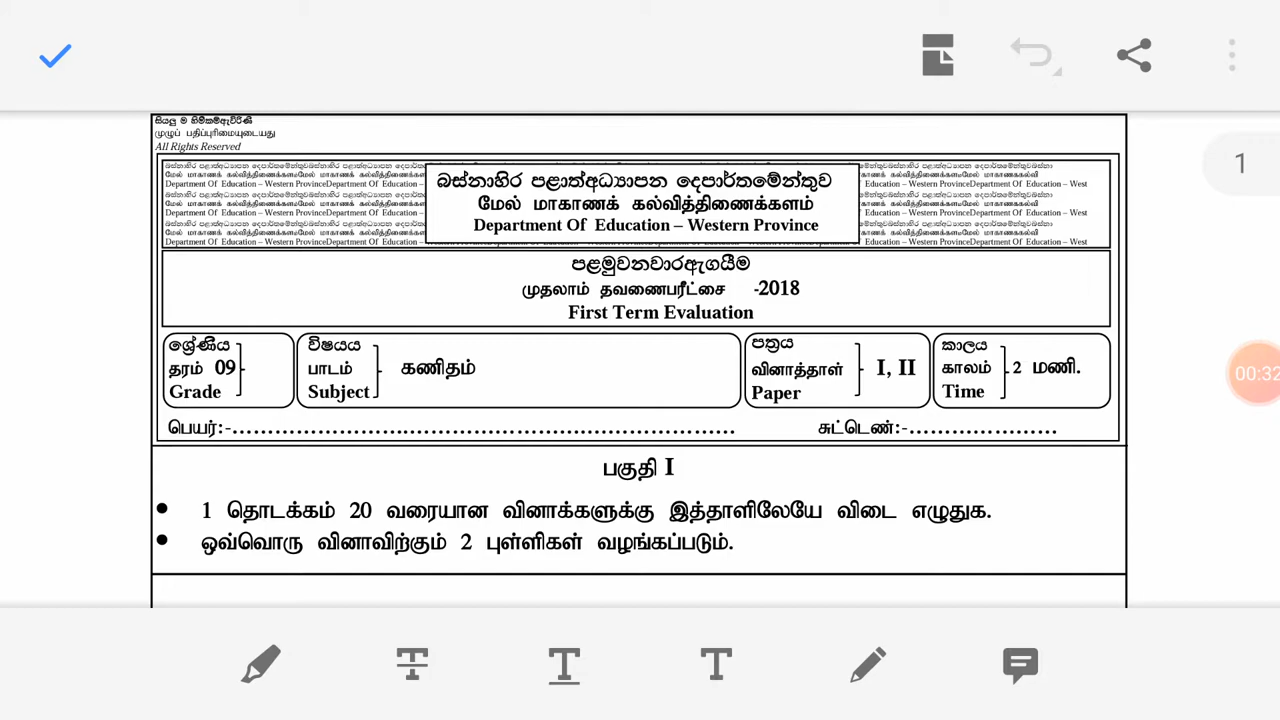 සියලු ම හිමිකම්ඇවිරිණි
முழுப் பதிப்புரிமையுடையது
All Rights Reserved
බස්නාහිර පළාත්අධ්‍යාපන දෙපාර්තමේන්තුව
மேல் மாகாணக் கல்வித்திணைக்களம்
Department Of Education – Western Province
පළමුවනවාරඇගයීම
முதலாம் தவணைபரீட்சை -2018
First Term Evaluation
ශ්‍රේණිය
தரம் 09
Grade
විෂයය
பாடம் கணிதம்
Subject
පත්‍රය
வினாத்தாள் I, II
Paper
කාලය
காலம் 2 மணி.
Time
பெயர்:-........................................................................ சுட்டெண்:-.....................
பகுதி I
• 1 தொடக்கம் 20 வரையான வினாக்களுக்கு இத்தாளிலேயே விடை எழுதுக.
• ஒவ்வொரு வினாவிற்கும் 2 புள்ளிகள் வழங்கப்படும்.
1
00:32